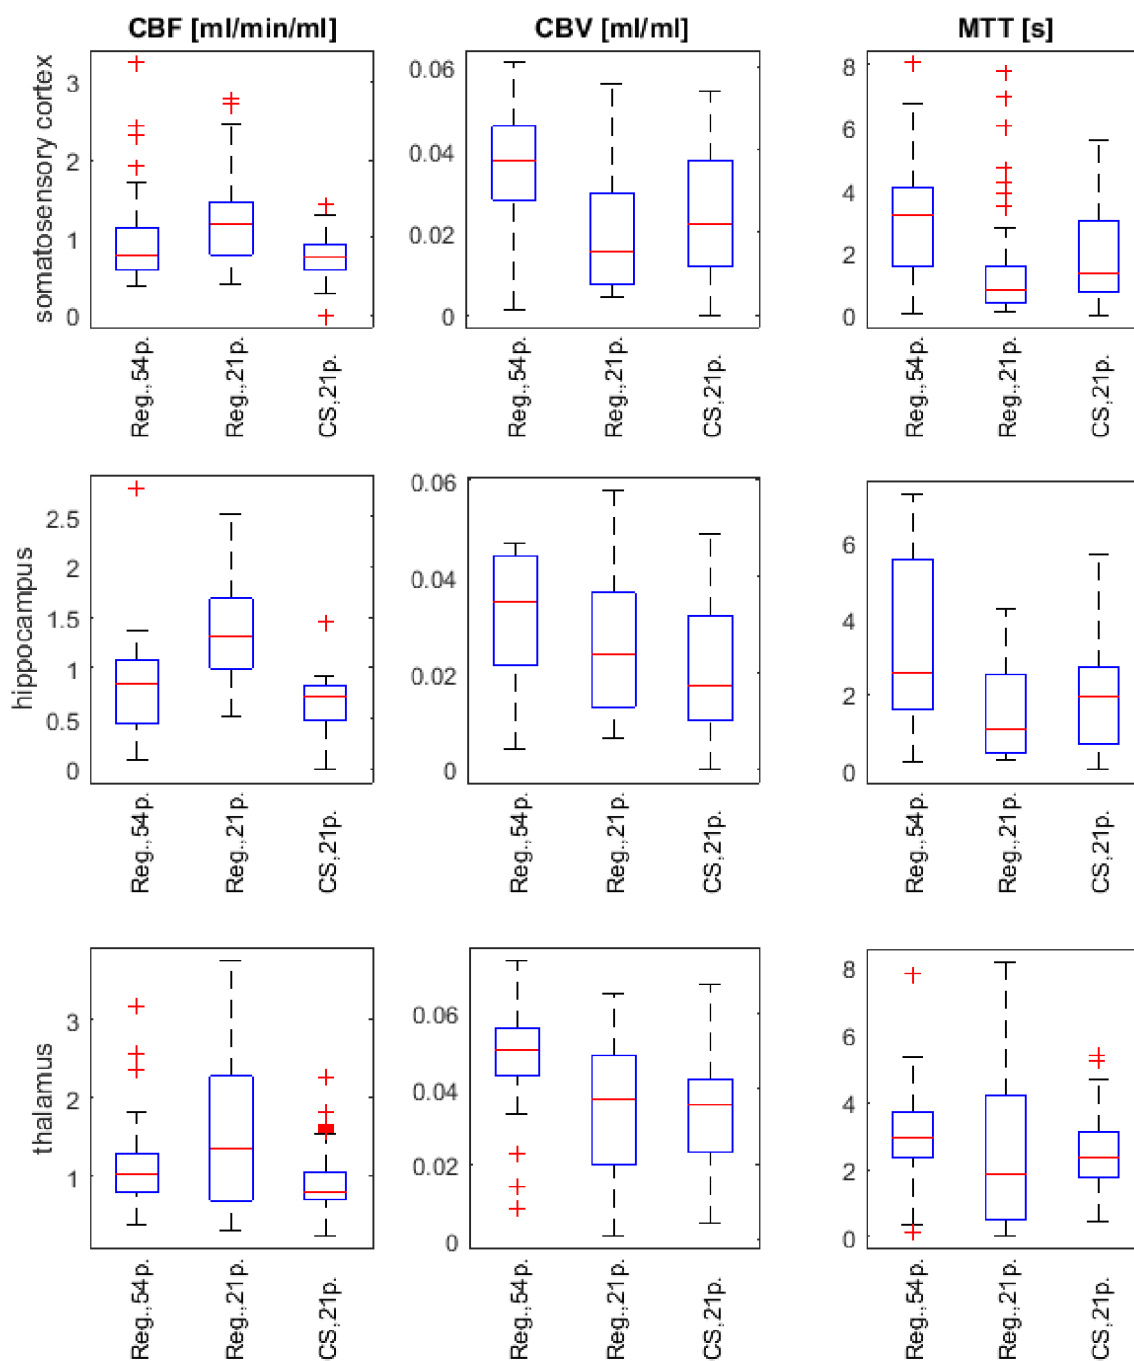 CBF [ml/min/ml]
CBV [ml/ml]
MTT [s]
somatosensory cortex
3
2
1
0
0.06
0.04
0.02
0
8
6
4
2
0
Reg.,54p.
Reg.,21p.
CS,21p.
Reg.,54p.
Reg.,21p.
CS,21p.
Reg.,54p.
Reg.,21p.
CS,21p.
hippocampus
2.5
2
1.5
1
0.5
0
0.06
0.04
0.02
0
6
4
2
0
Reg.,54p.
Reg.,21p.
CS,21p.
Reg.,54p.
Reg.,21p.
CS,21p.
Reg.,54p.
Reg.,21p.
CS,21p.
thalamus
3
2
1
0.06
0.04
0.02
0
8
6
4
2
0
Reg.,54p.
Reg.,21p.
CS,21p.
Reg.,54p.
Reg.,21p.
CS,21p.
Reg.,54p.
Reg.,21p.
CS,21p.